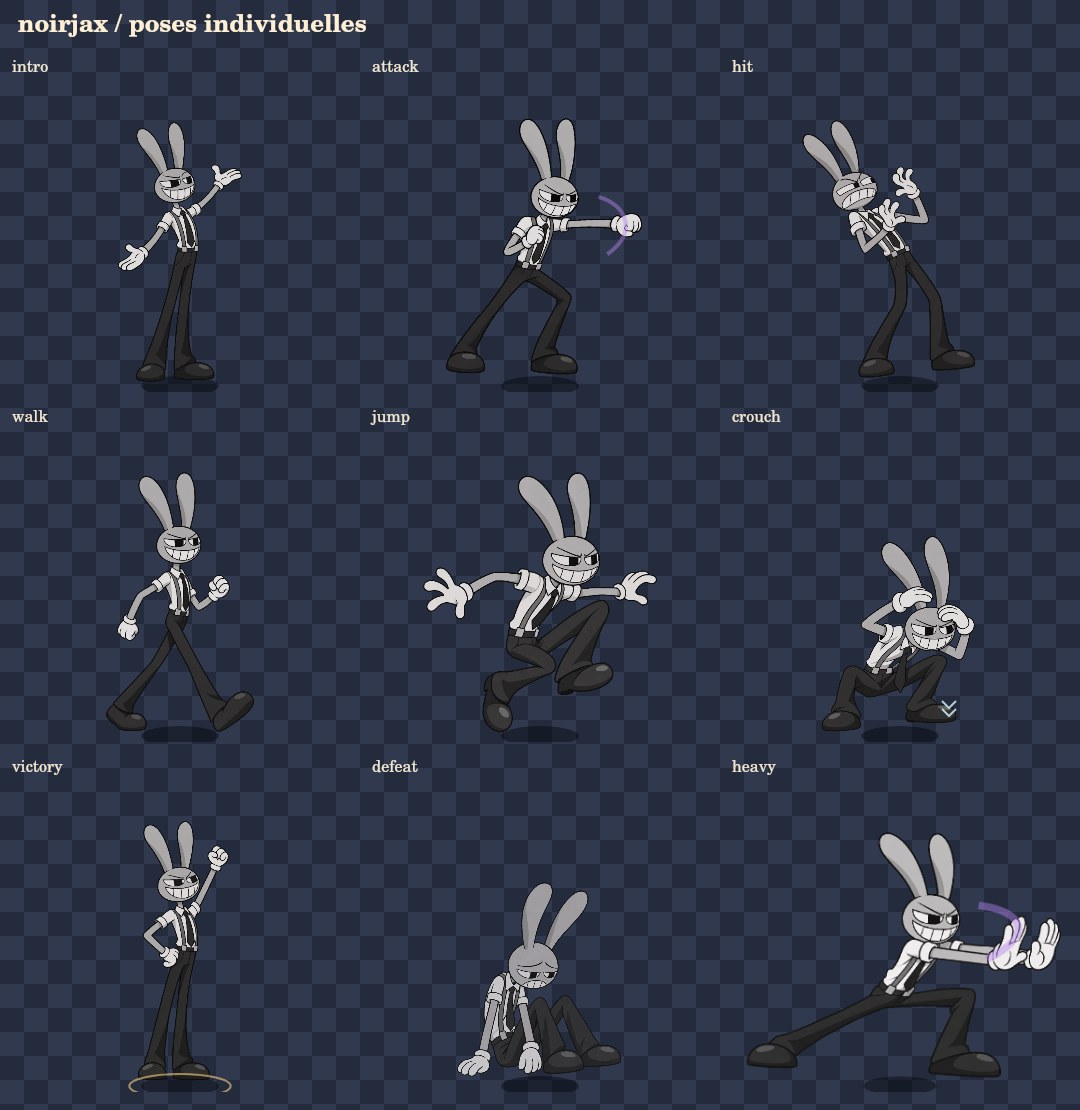 noirjax / poses individuelles
intro
attack
hit
walk
jump
crouch
victory
defeat
heavy